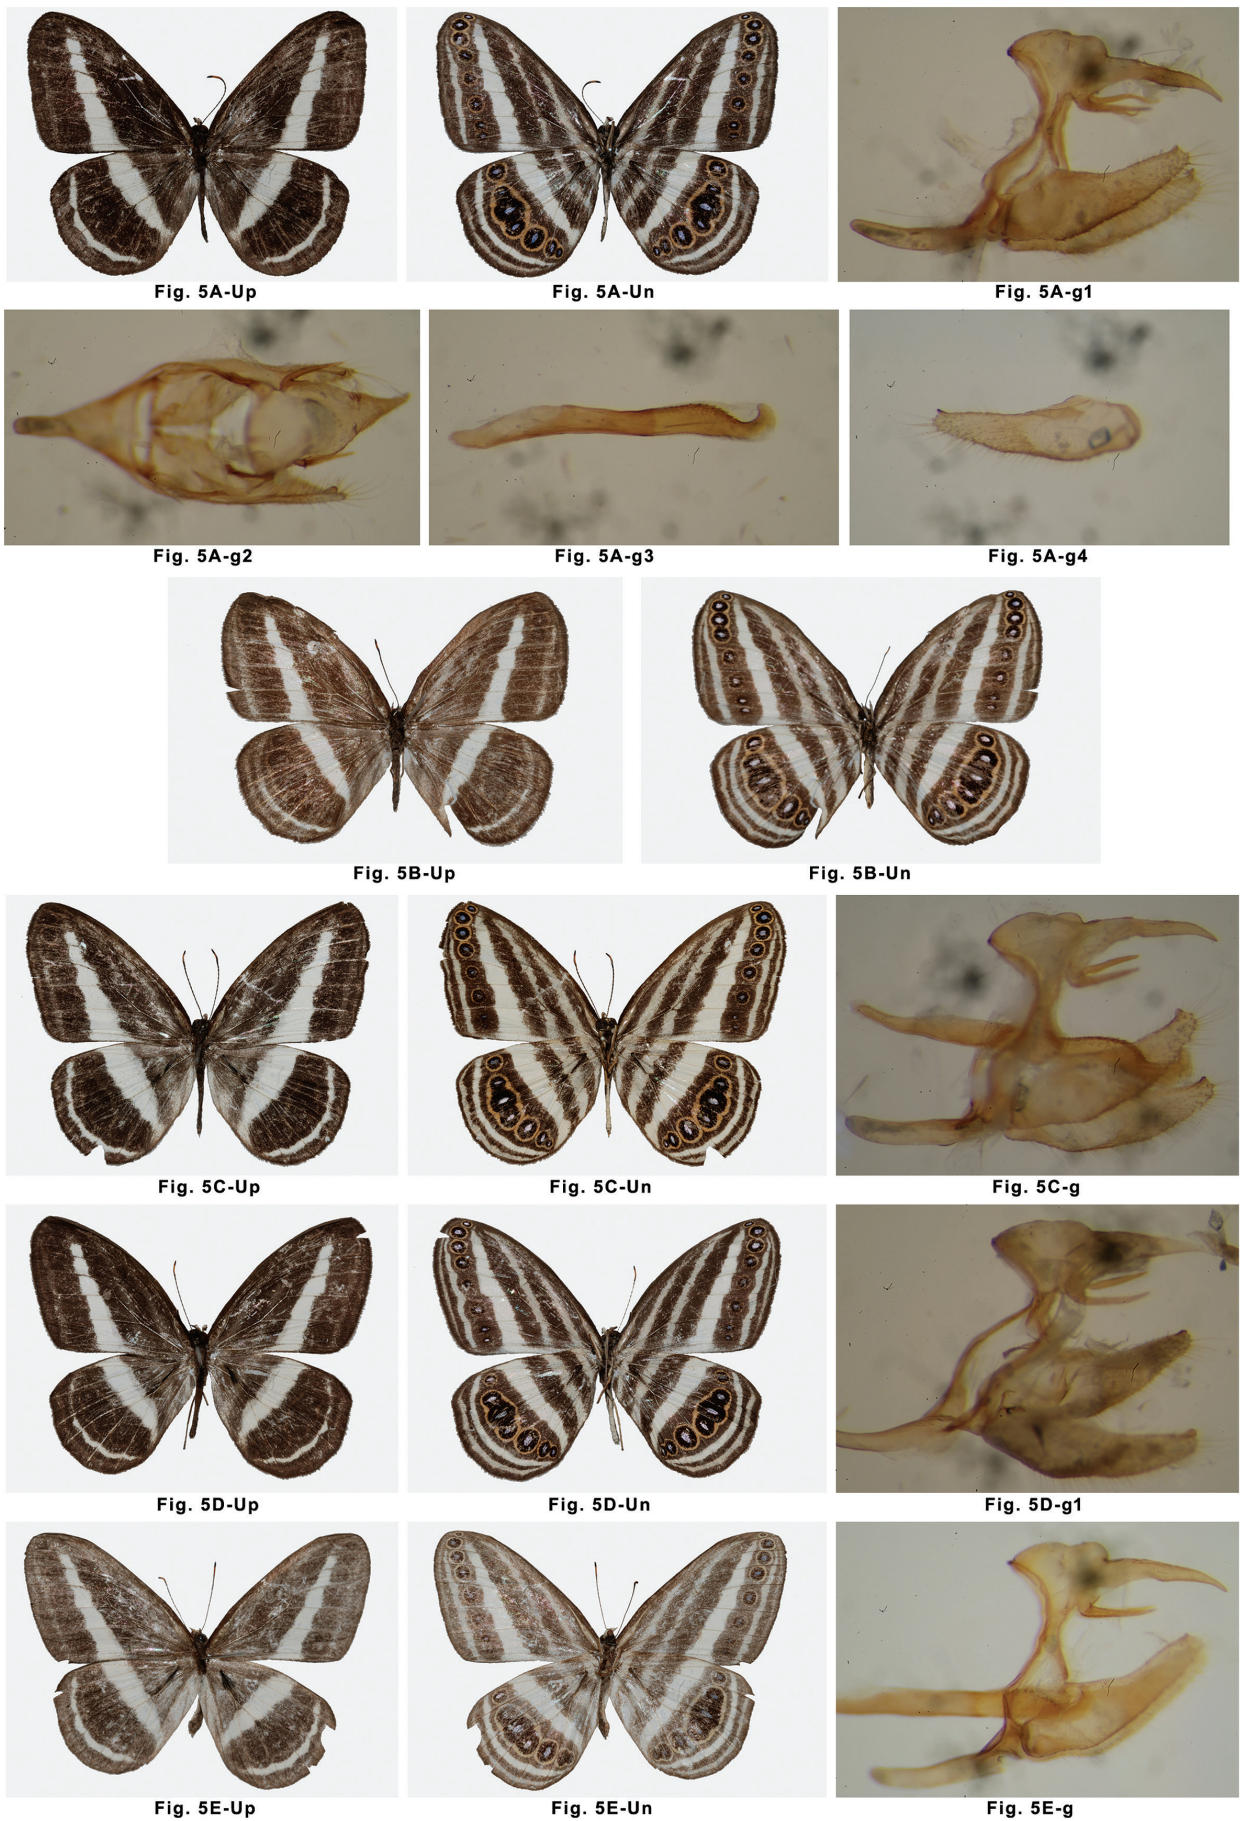 Fig. 5A-Up
Fig. 5A-Un
Fig. 5A-g1
Fig. 5A-g2
Fig. 5A-g3
Fig. 5A-g4
Fig. 5B-Up
Fig. 5B-Un
Fig. 5C-Up
Fig. 5C-Un
Fig. 5C-g
Fig. 5D-Up
Fig. 5D-Un
Fig. 5D-g1
Fig. 5E-Up
Fig. 5E-Un
Fig. 5E-g